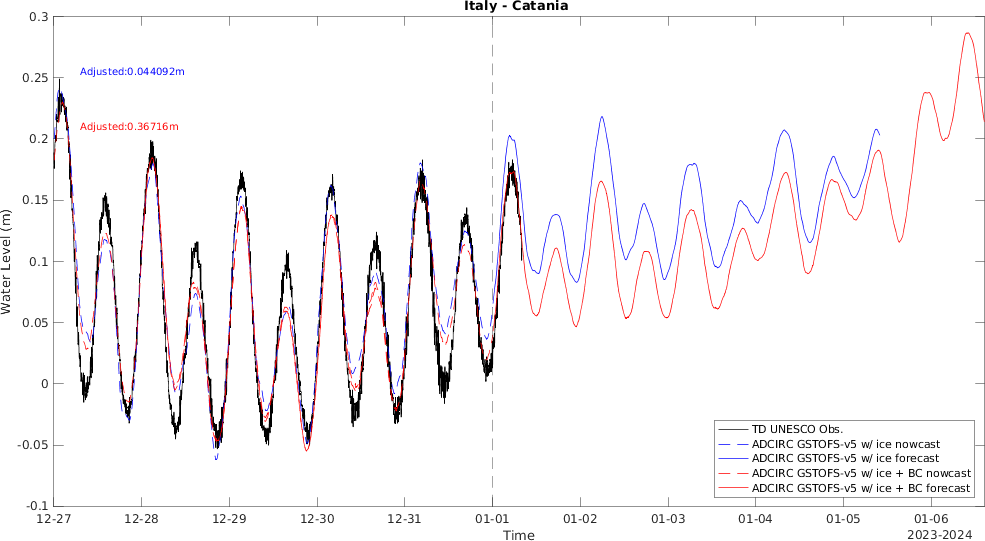 Italy - Catania
0.3
0.25
0.2
0.15
0.1
0.05
0
-0.05
-0.1
Water Level (m)
Adjusted:0.044092m
Adjusted:0.36716m
TD UNESCO Obs.
ADCIRC GSTOFS-v5 w/ ice nowcast
ADCIRC GSTOFS-v5 w/ ice forecast
ADCIRC GSTOFS-v5 w/ ice + BC nowcast
ADCIRC GSTOFS-v5 w/ ice + BC forecast
12-27 12-28 12-29 12-30 12-31 01-01 01-02 01-03 01-04 01-05 01-06
Time
2023-2024